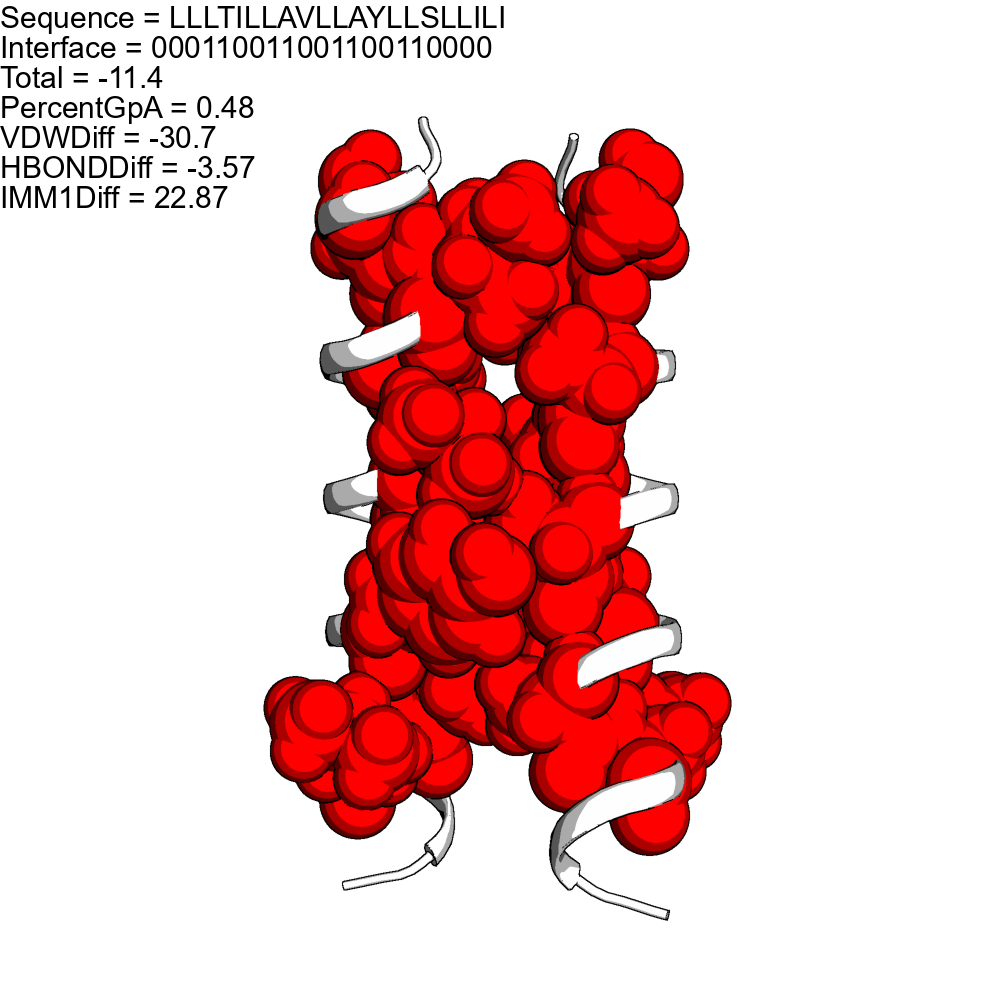 Sequence = LLLTILLAVLLAYLLSLLILI
Interface = 000110011001100110000
Total = -11.4
PercentGpA = 0.48
VDWDiff = -30.7
HBONDDiff = -3.57
IMM1Diff = 22.87